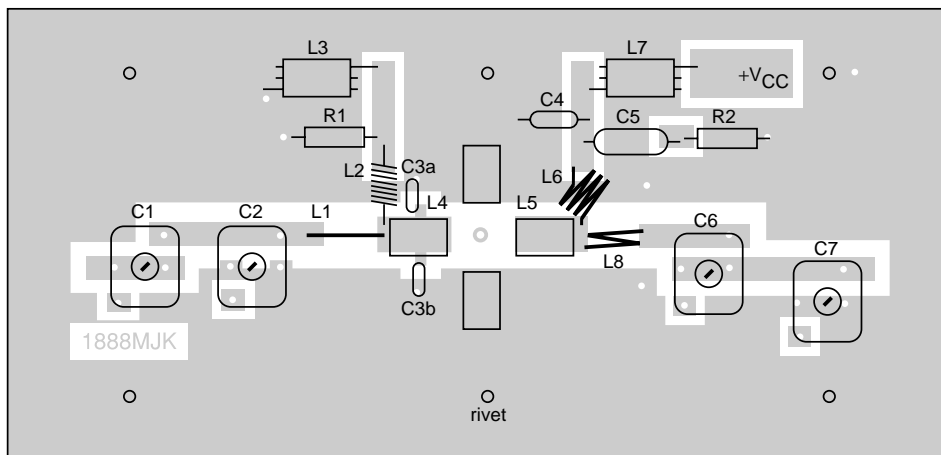 L3
L7
+VCC
C4
R1
C5
R2
L2
C3a
L6
L4
L5
C1
C2
L1
C6
C7
L8
C3b
1888MJK
rivet